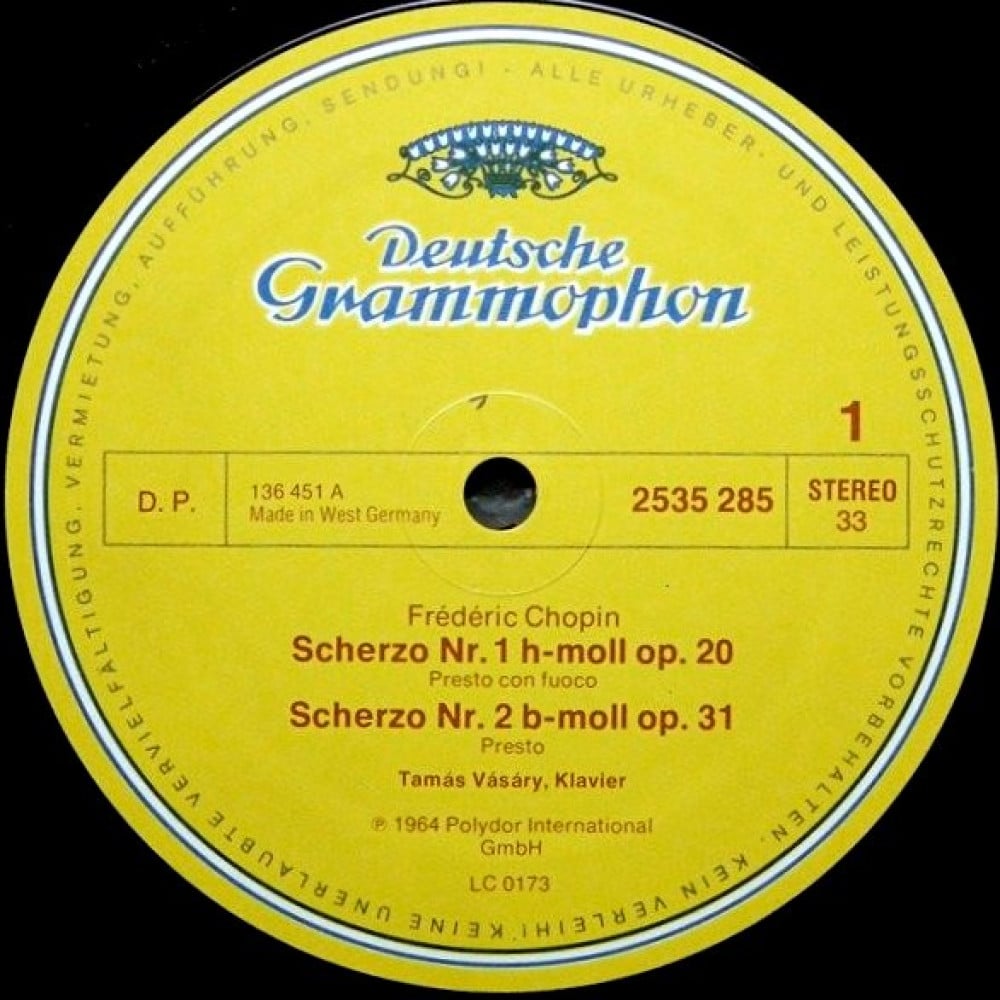 ALLE URHEBER- UND LEISTUNGSSCHUTZRECHTE VORBEHALTEN. KEIN VERLEIH! KEINE UNERLAUBTE VERVIELFÄLTIGUNG, VERMIETUNG, AUFFÜHRUNG, SENDUNG! -
Deutsche
Grammophon
1
D. P.
136 451 A
Made in West Germany
2535 285
STEREO
33
Frédéric Chopin
Scherzo Nr. 1 h-moll op. 20
Presto con fuoco
Scherzo Nr. 2 b-moll op. 31
Presto
Tamás Vásáry, Klavier
℗ 1964 Polydor International
GmbH
LC 0173